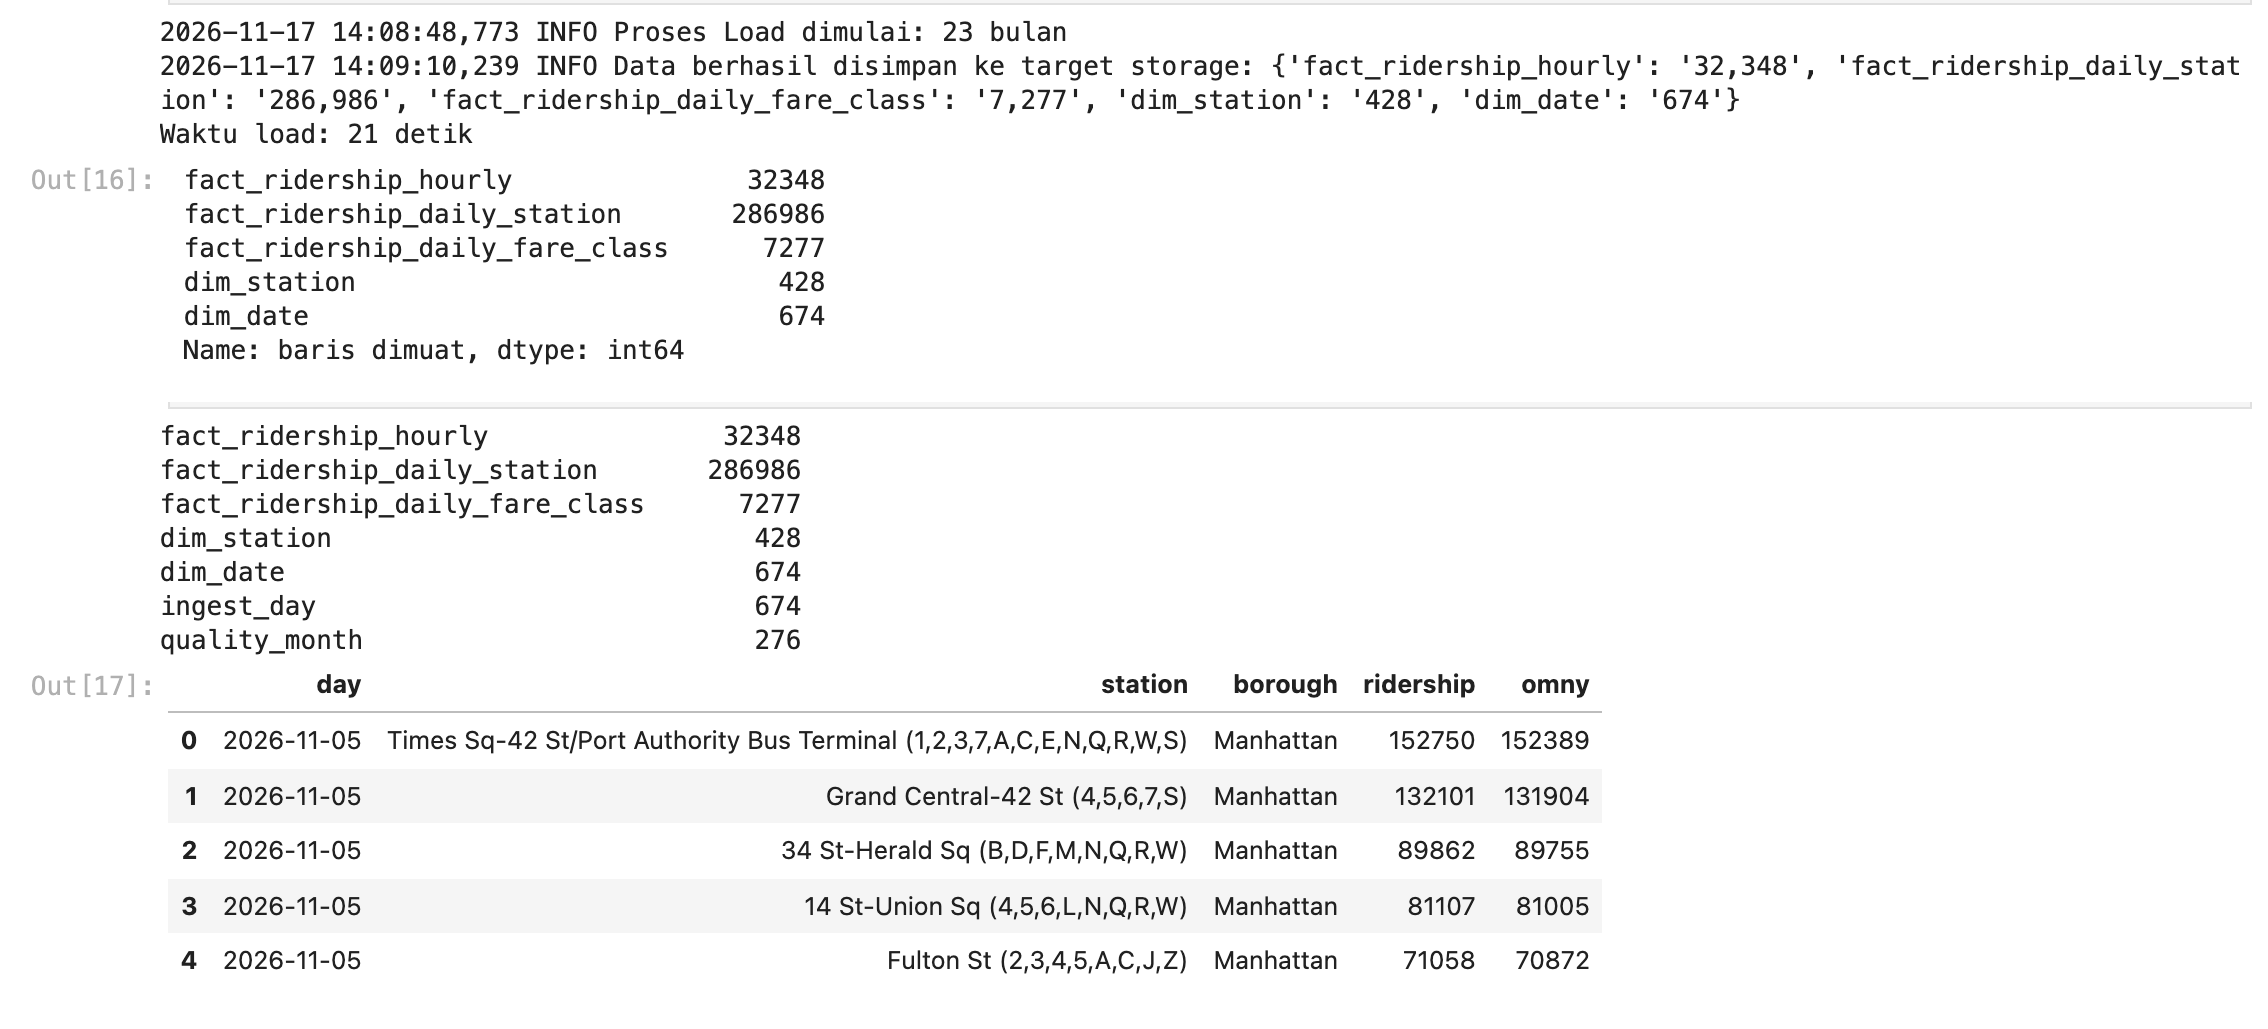 2026-11-17 14:08:48,773 INFO Proses Load dimulai: 23 bulan
2026-11-17 14:09:10,239 INFO Data berhasil disimpan ke target storage: {'fact_ridership_hourly': '32,348', 'fact_ridership_daily_stat
ion': '286,986', 'fact_ridership_daily_fare_class': '7,277', 'dim_station': '428', 'dim_date': '674'}
Waktu load: 21 detik
Out[16]: fact_ridership_hourly 32348
fact_ridership_daily_station 286986
fact_ridership_daily_fare_class 7277
dim_station 428
dim_date 674
Name: baris dimuat, dtype: int64
fact_ridership_hourly 32348
fact_ridership_daily_station 286986
fact_ridership_daily_fare_class 7277
dim_station 428
dim_date 674
ingest_day 674
quality_month 276
Out[17]: day station borough ridership omny
0 2026-11-05 Times Sq-42 St/Port Authority Bus Terminal (1,2,3,7,A,C,E,N,Q,R,W,S) Manhattan 152750 152389
1 2026-11-05 Grand Central-42 St (4,5,6,7,S) Manhattan 132101 131904
2 2026-11-05 34 St-Herald Sq (B,D,F,M,N,Q,R,W) Manhattan 89862 89755
3 2026-11-05 14 St-Union Sq (4,5,6,L,N,Q,R,W) Manhattan 81107 81005
4 2026-11-05 Fulton St (2,3,4,5,A,C,J,Z) Manhattan 71058 70872